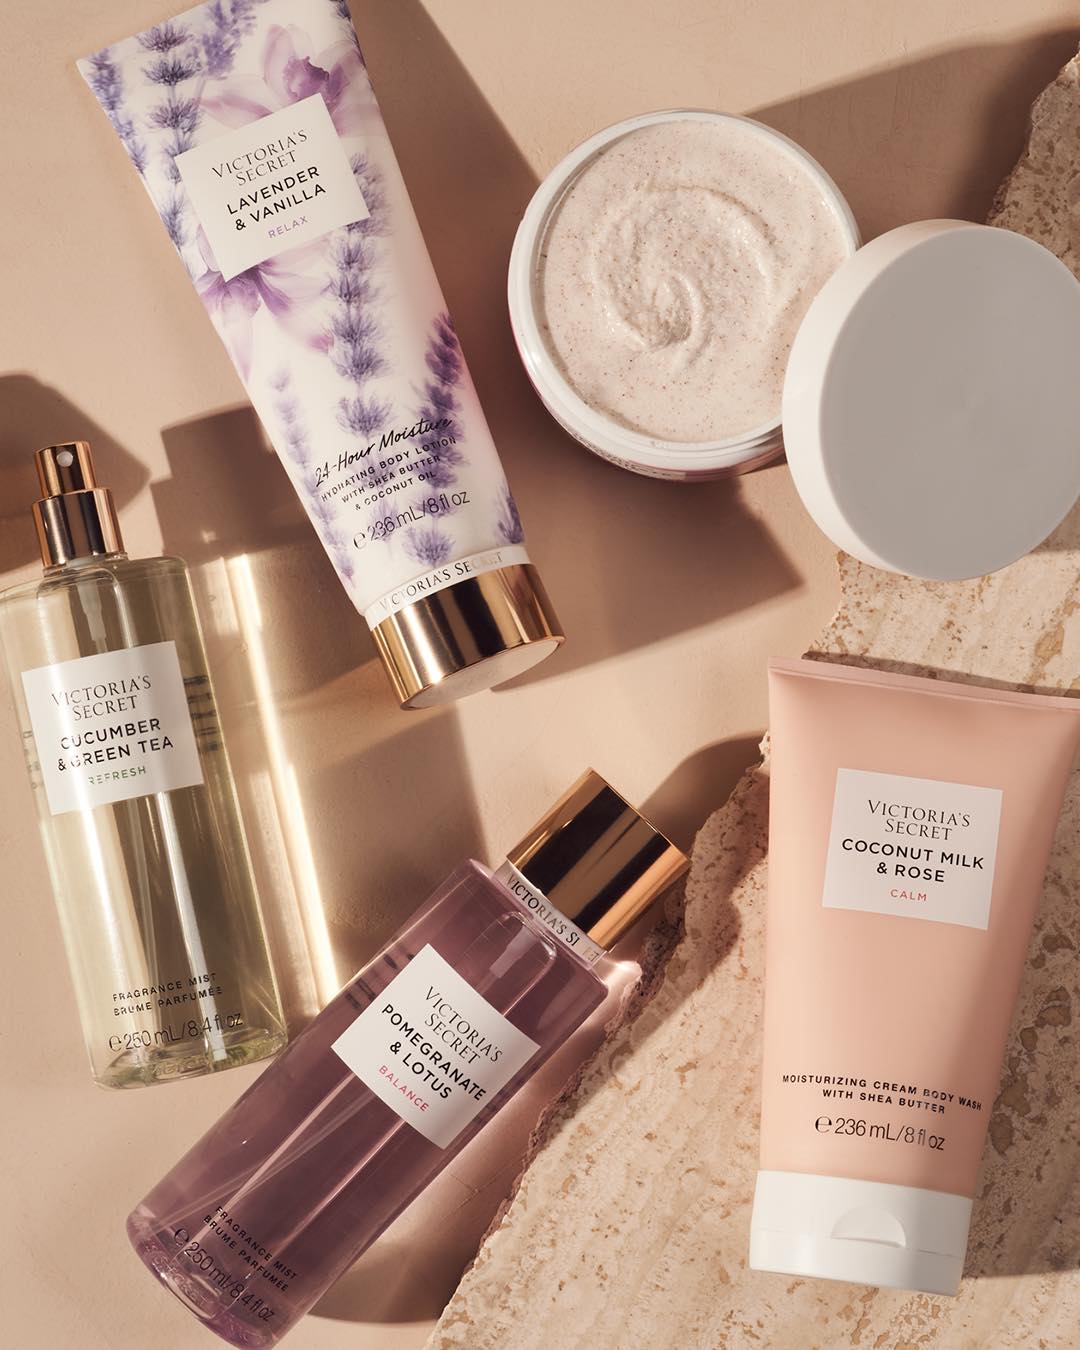 VICTORIA'S
SECRET
LAVENDER
& VANILLA
RELAX
24-Hour Moisture
HYDRATING BODY LOTION
WITH SHEA BUTTER
& COCONUT OIL
℮236 mL/8 fl oz
VICTORIA'S SECRET
VICTORIA'S
SECRET
CUCUMBER
& GREEN TEA
REFRESH
FRAGRANCE MIST
BRUME PARFUMÉE
℮250 mL/8.4 fl oz
VICTORIA'S
VICTORIA'S
SECRET
POMEGRANATE
& LOTUS
BALANCE
FRAGRANCE MIST
BRUME PARFUMÉE
℮250 mL/8.4 fl oz
VICTORIA'S
SECRET
COCONUT MILK
& ROSE
CALM
MOISTURIZING CREAM BODY WASH
WITH SHEA BUTTER
℮236 mL/8 fl oz